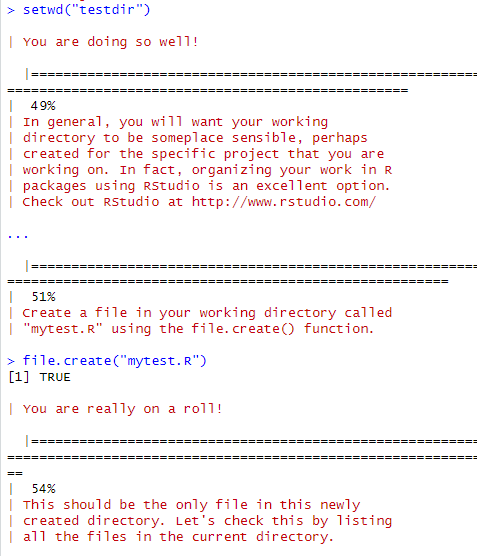 > setwd("testdir")
| You are doing so well!
|=========================================================
==================================================
| 49%
| In general, you will want your working
| directory to be someplace sensible, perhaps
| created for the specific project that you are
| working on. In fact, organizing your work in R
| packages using RStudio is an excellent option.
| Check out RStudio at http://www.rstudio.com/
...
|=========================================================
=======================================================
| 51%
| Create a file in your working directory called
| "mytest.R" using the file.create() function.
> file.create("mytest.R")
[1] TRUE
| You are really on a roll!
|=========================================================
===========================================================
==
| 54%
| This should be the only file in this newly
| created directory. Let's check this by listing
| all the files in the current directory.